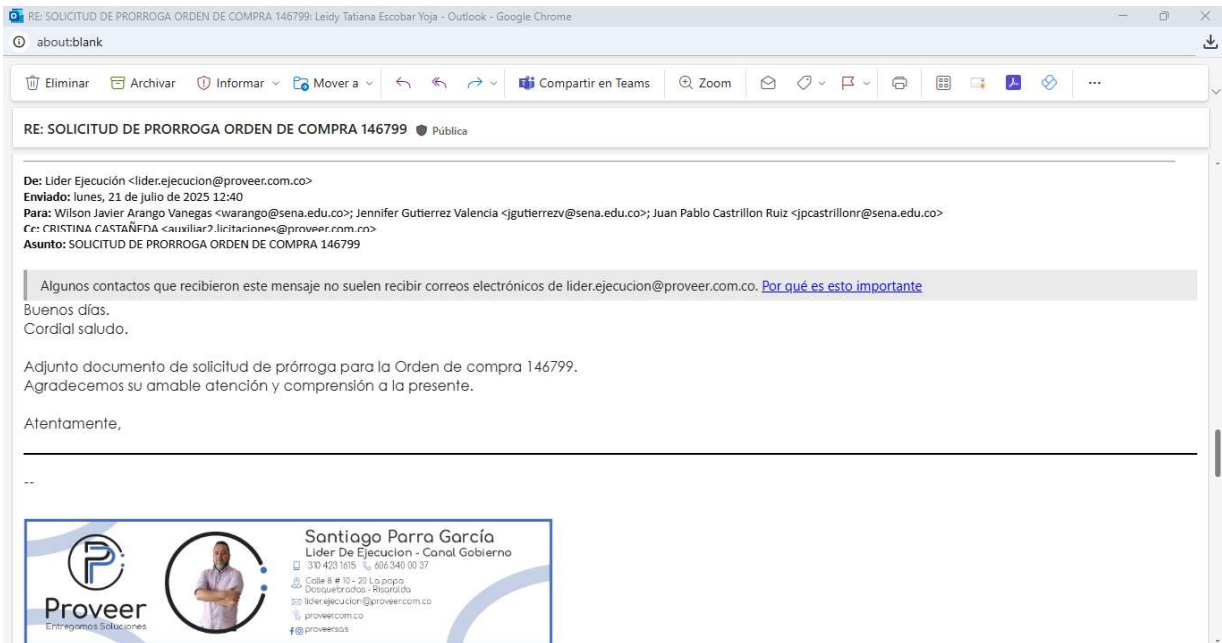 RE: SOLICITUD DE PRORROGA ORDEN DE COMPRA 146799: Leidy Tatiana Escobar Yoja - Outlook - Google Chrome
about:blank
Eliminar Archivar Informar Mover a Compartir en Teams Zoom ...
RE: SOLICITUD DE PRORROGA ORDEN DE COMPRA 146799 Pública
De: Lider Ejecución <lider.ejecucion@proveer.com.co>
Enviado: lunes, 21 de julio de 2025 12:40
Para: Wilson Javier Arango Vanegas <warango@sena.edu.co>; Jennifer Gutierrez Valencia <jgutierrezv@sena.edu.co>; Juan Pablo Castrillon Ruiz <jpcastrillonr@sena.edu.co>
Cc: CRISTINA CASTAÑEDA <auxiliar2.licitaciones@proveer.com.co>
Asunto: SOLICITUD DE PRORROGA ORDEN DE COMPRA 146799
Algunos contactos que recibieron este mensaje no suelen recibir correos electrónicos de lider.ejecucion@proveer.com.co. Por qué es esto importante
Buenos días.
Cordial saludo.
Adjunto documento de solicitud de prórroga para la Orden de compra 146799.
Agradecemos su amable atención y comprensión a la presente.
Atentamente,
--
Santiago Parra García
Lider De Ejecucion - Canal Gobierno
310 423 1615 606 340 00 37
Calle 8 # 10 - 20 La popa
Dosquebradas - Risaralda
lider.ejecucion@proveer.com.co
proveer.com.co
proveersas
Proveer
Entregamos Soluciones